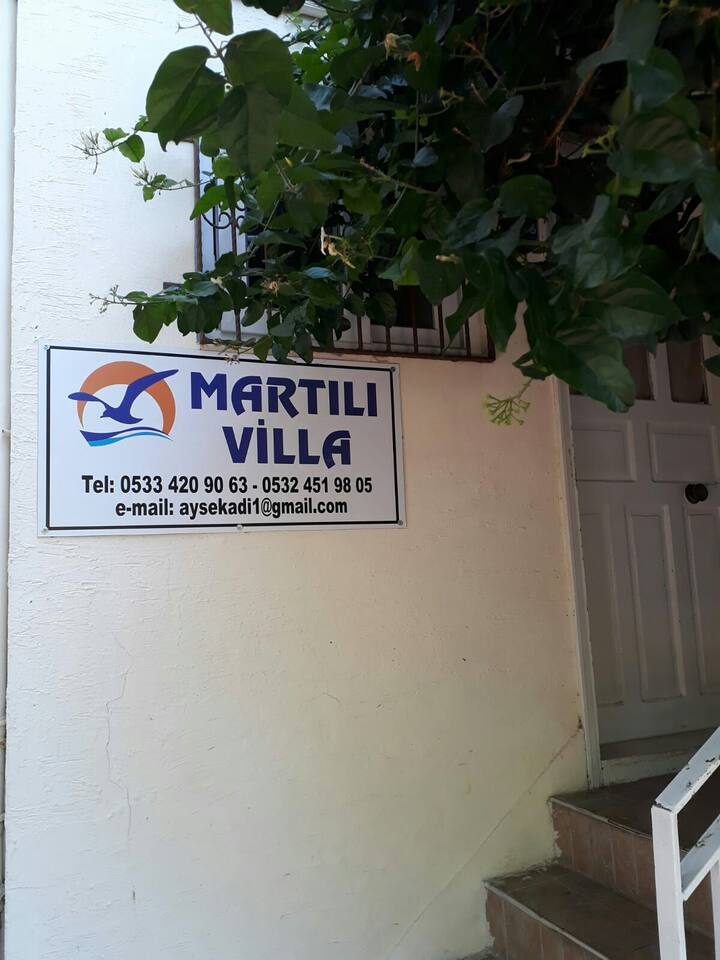 MARTILI
VİLLA
Tel: 0533 420 90 63 - 0532 451 98 05
e-mail: aysekadi1@gmail.com